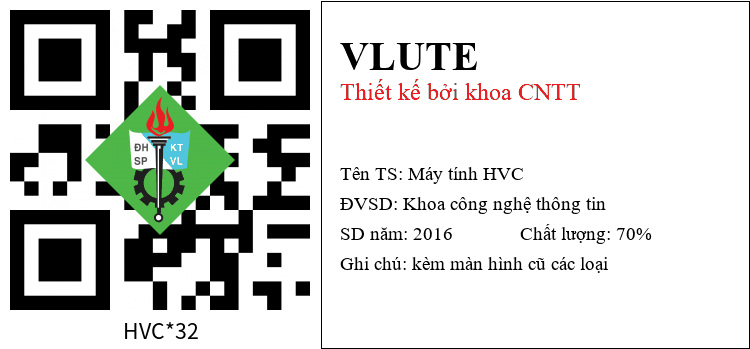 ĐH KT
SP VL
HVC*32
VLUTE
Thiết kế bởi khoa CNTT
Tên TS: Máy tính HVC
ĐVSD: Khoa công nghệ thông tin
SD năm: 2016 Chất lượng: 70%
Ghi chú: kèm màn hình cũ các loại